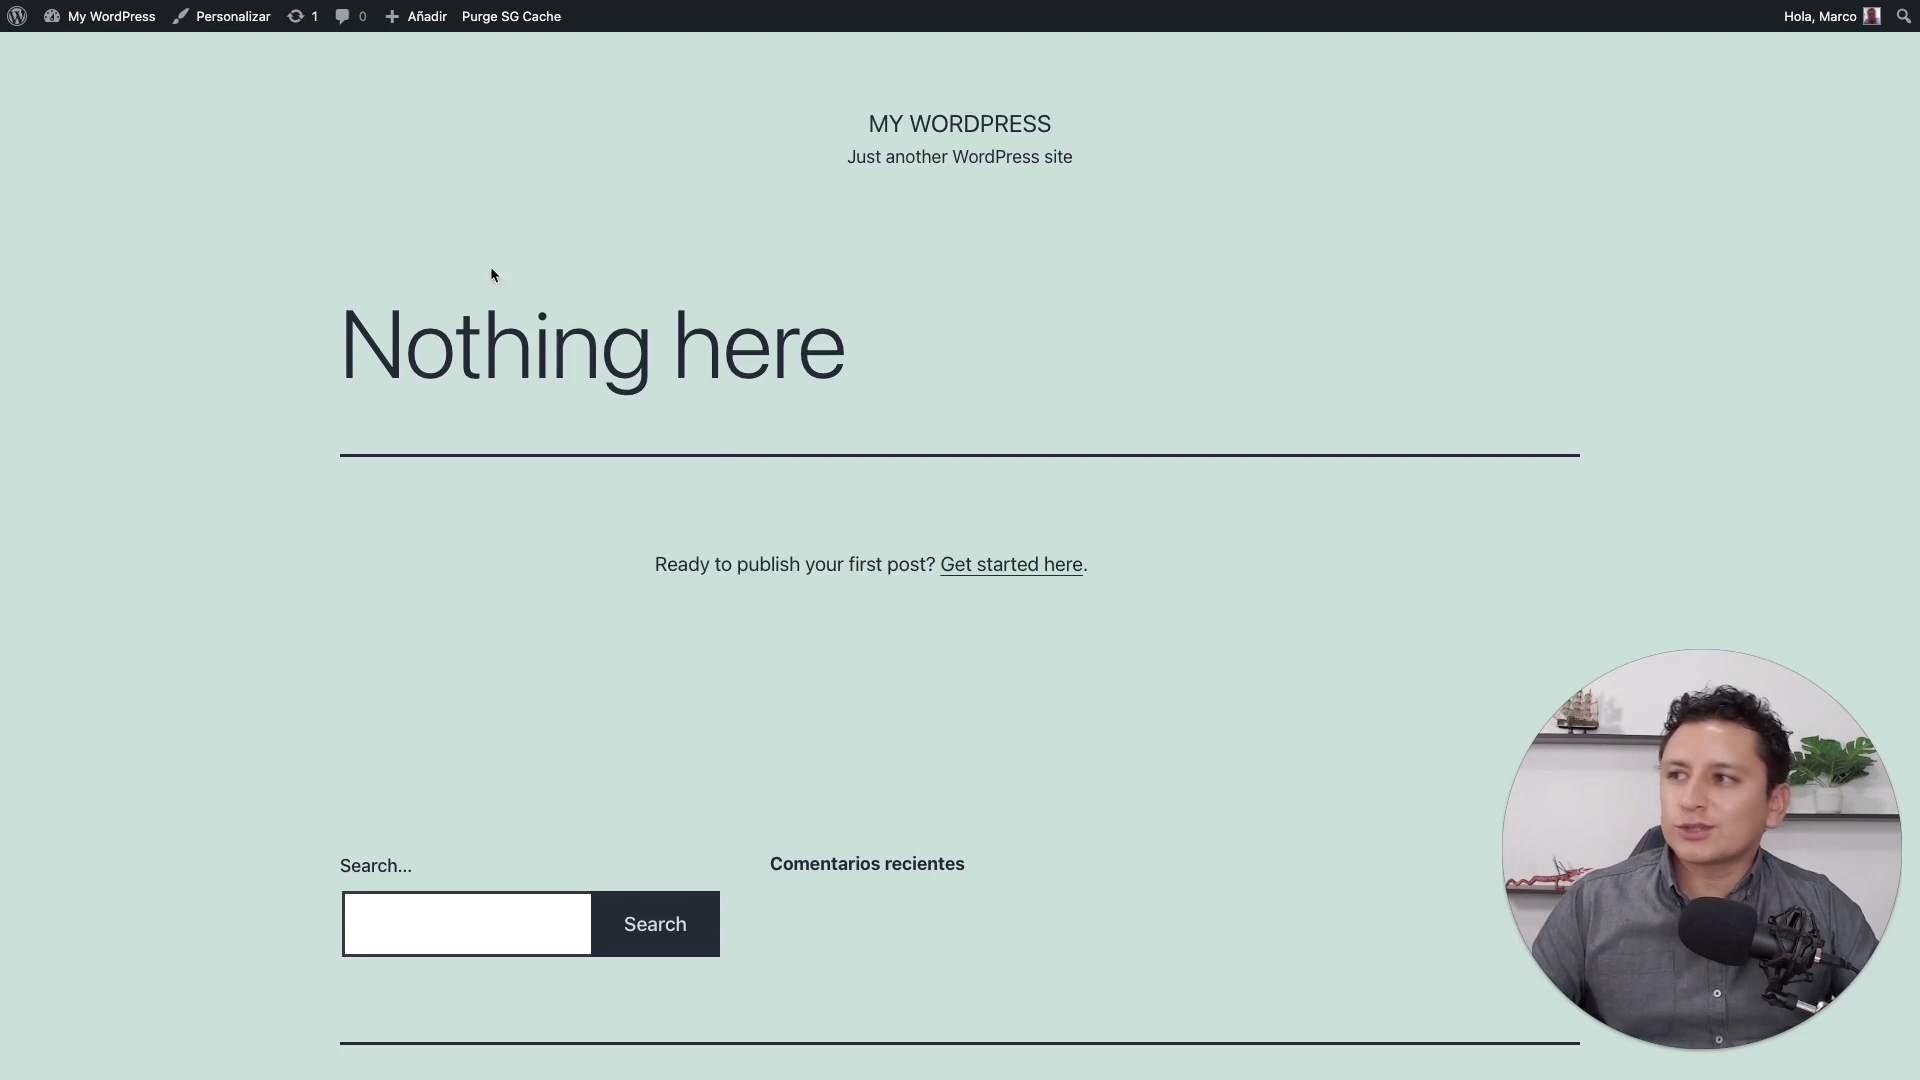 My WordPress Personalizar 1 0 Añadir Purge SG Cache Hola, Marco
MY WORDPRESS
Just another WordPress site
Nothing here
Ready to publish your first post? Get started here.
Search...
Comentarios recientes
Search